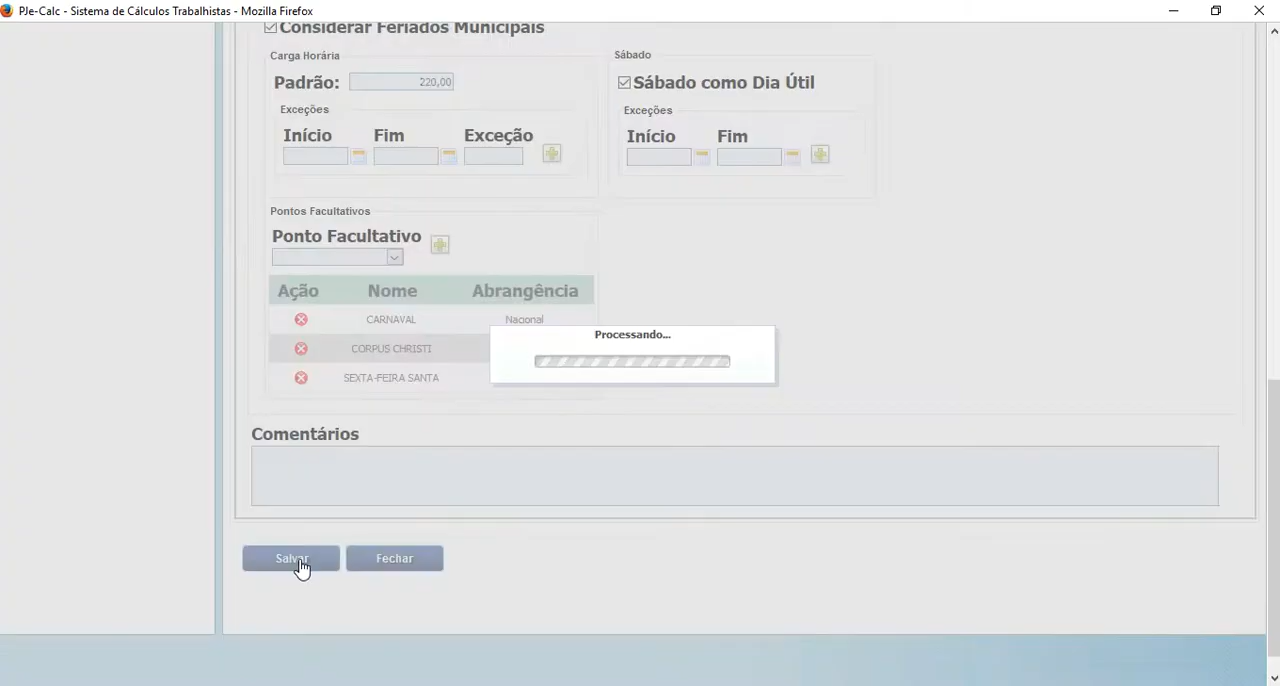 PJe-Calc - Sistema de Cálculos Trabalhistas - Mozilla Firefox
Considerar Feriados Municipais
Carga Horária
Sábado
Padrão: 220,00
Sábado como Dia Útil
Exceções
Exceções
Início Fim Exceção
Início Fim
Pontos Facultativos
Ponto Facultativo
Ação Nome Abrangência
CARNAVAL Nacional
CORPUS CHRISTI
SEXTA-FEIRA SANTA
Processando...
Comentários
Salvar Fechar